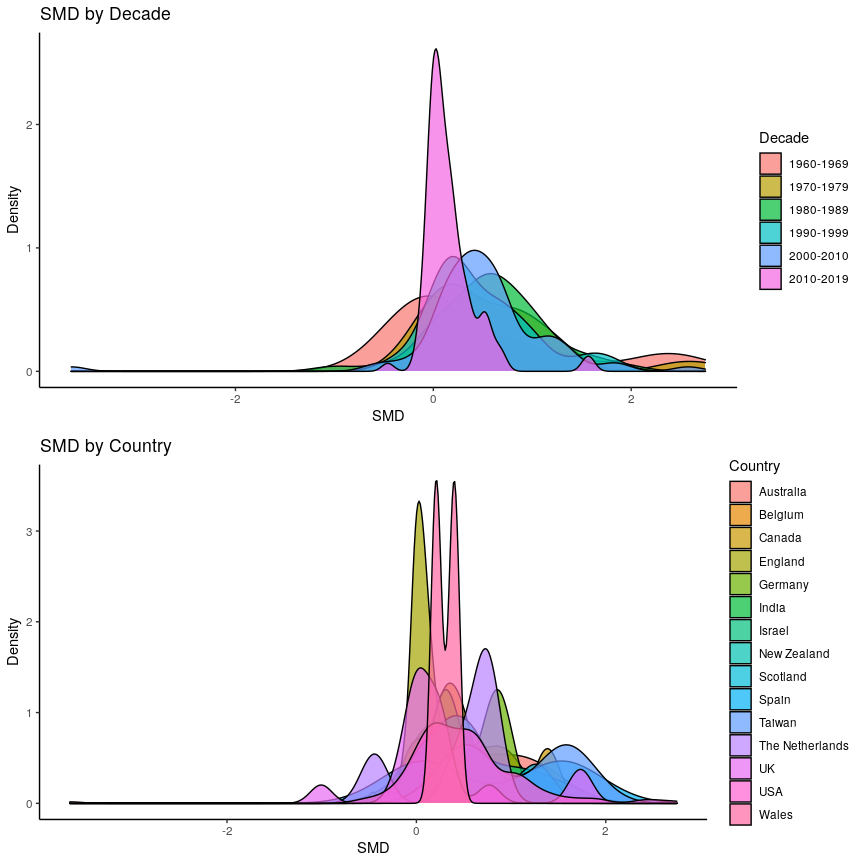 SMD by Decade
2
1
0
Density
-2
0
2
SMD
Decade
1960-1969
1970-1979
1980-1989
1990-1999
2000-2010
2010-2019
SMD by Country
3
2
1
0
Density
-2
0
2
SMD
Country
Australia
Belgium
Canada
England
Germany
India
Israel
New Zealand
Scotland
Spain
Taiwan
The Netherlands
UK
USA
Wales